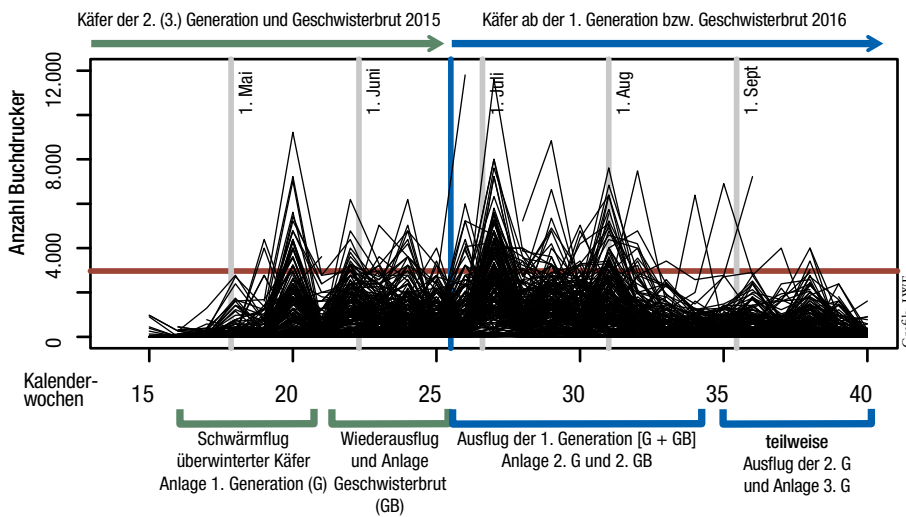 Käfer der 2. (3.) Generation und Geschwisterbrut 2015
Käfer ab der 1. Generation bzw. Geschwisterbrut 2016
Anzahl Buchdrucker
12.000
8.000
4.000
0
1. Mai
1. Juni
1. Juli
1. Aug
1. Sept
Kalender-
wochen
15
20
25
30
35
40
Schwärmflug
überwinterter Käfer
Anlage 1. Generation (G)
Wiederausflug
und Anlage
Geschwisterbrut
(GB)
Ausflug der 1. Generation [G + GB]
Anlage 2. G und 2. GB
teilweise
Ausflug der 2. G
und Anlage 3. G